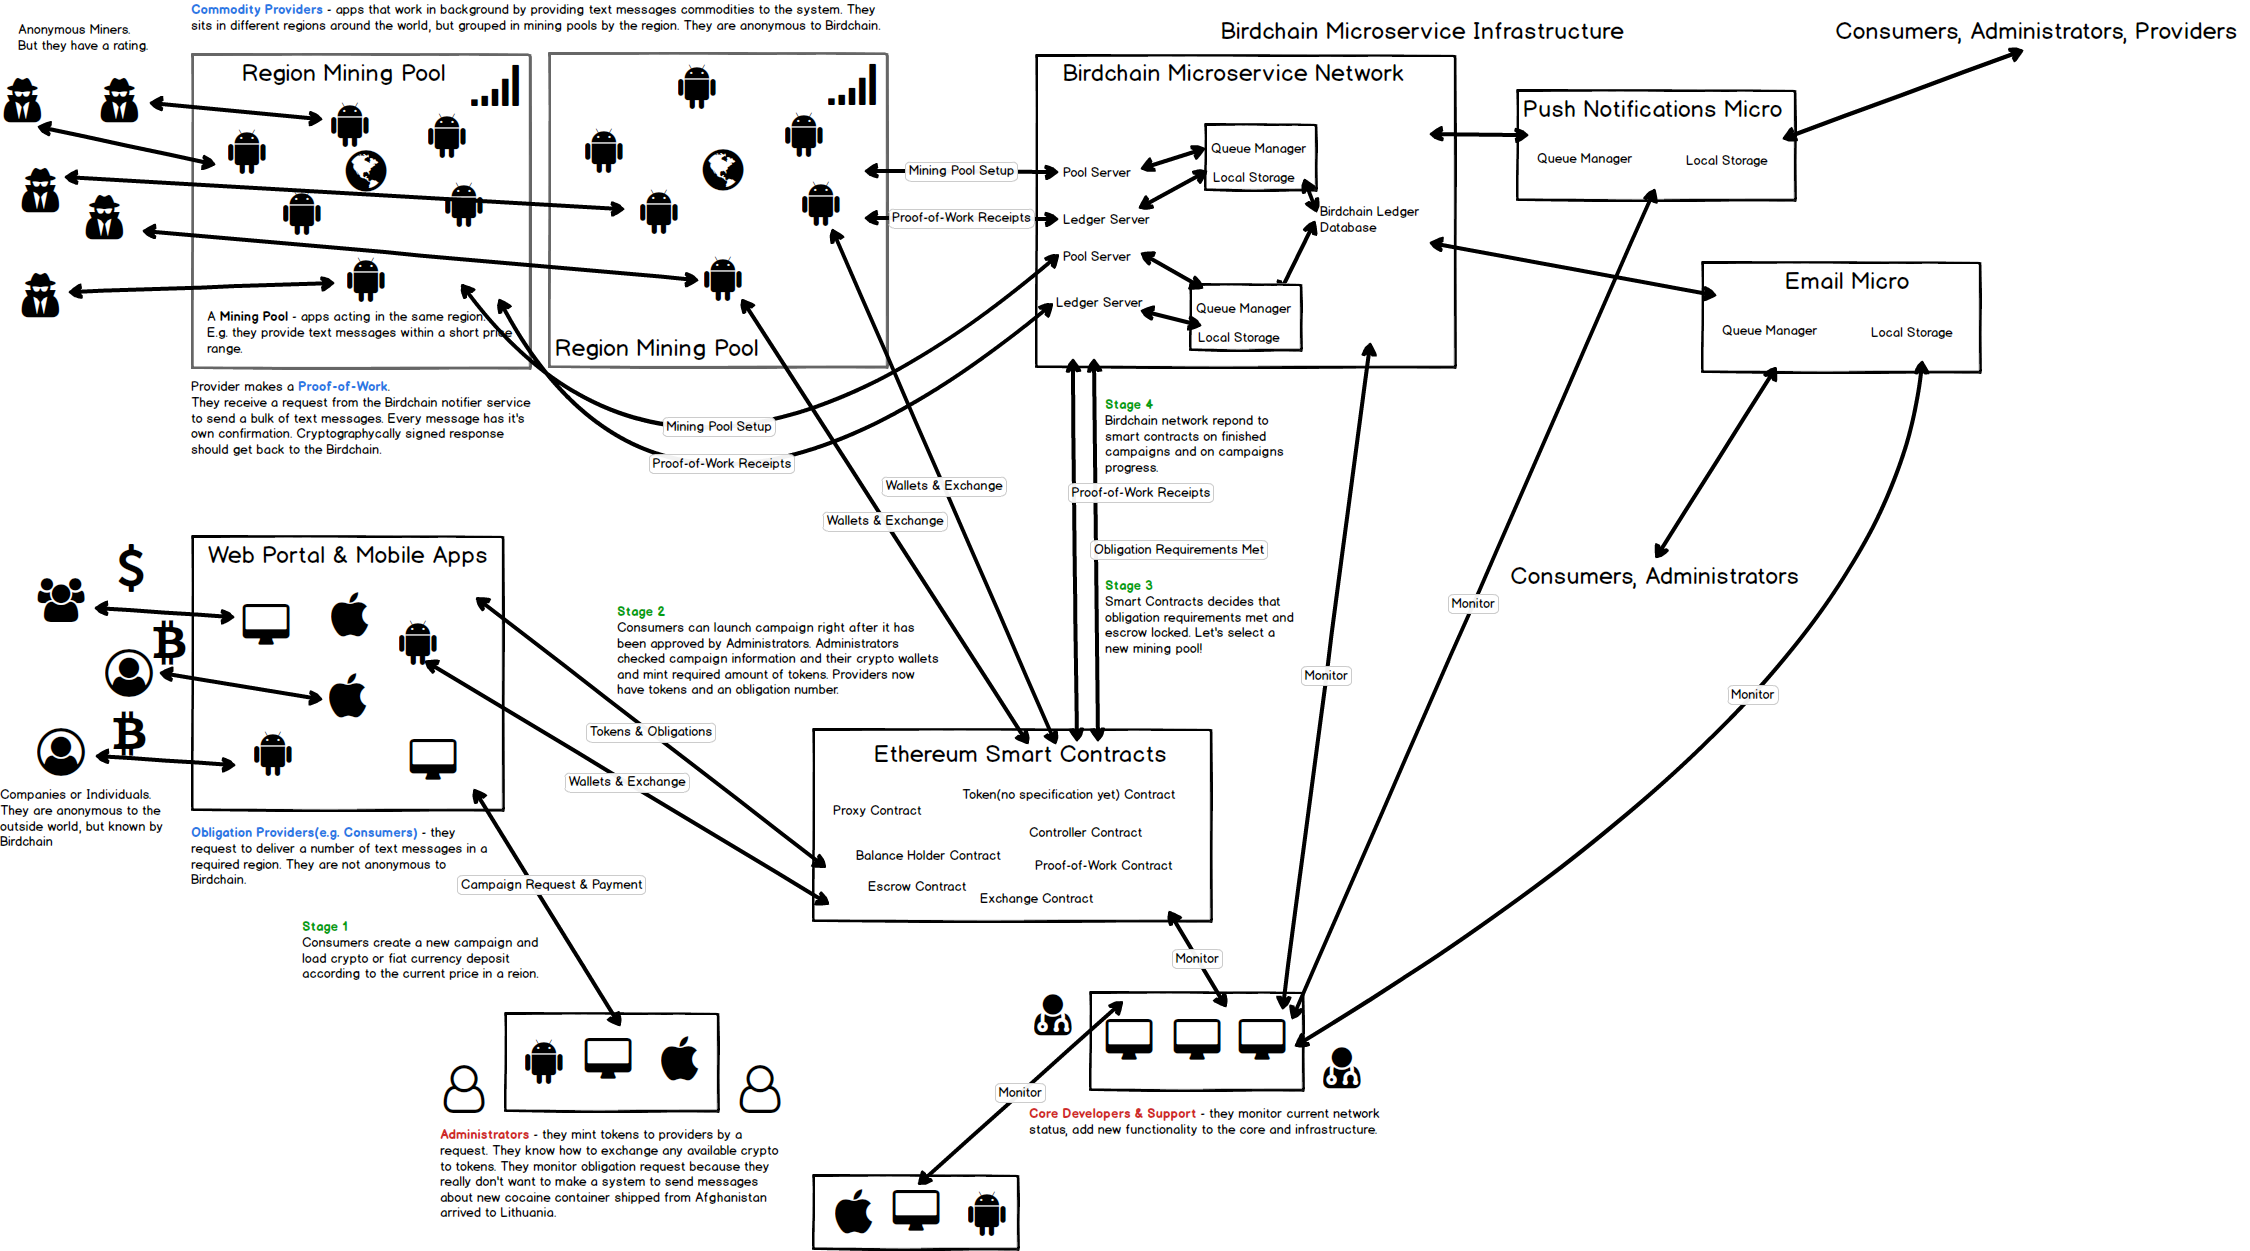 Commodity Providers - apps that work in background by providing text messages commodities to the system. They
sits in different regions around the world, but grouped in mining pools by the region. They are anonymous to Birdchain.
Anonymous Miners.
But they have a rating.
Region Mining Pool
A Mining Pool - apps acting in the same region.
E.g. they provide text messages within a short price
range.
Region Mining Pool
Provider makes a Proof-of-Work.
They receive a request from the Birdchain notifier service
to send a bulk of text messages. Every message has it's
own confirmation. Cryptographycally signed response
should get back to the Birdchain.
Mining Pool Setup
Proof-of-Work Receipts
Mining Pool Setup
Proof-of-Work Receipts
Wallets & Exchange
Wallets & Exchange
Birdchain Microservice Infrastructure
Birdchain Microservice Network
Pool Server
Ledger Server
Pool Server
Ledger Server
Queue Manager
Local Storage
Birdchain Ledger
Database
Queue Manager
Local Storage
Consumers, Administrators, Providers
Push Notifications Micro
Queue Manager
Local Storage
Email Micro
Queue Manager
Local Storage
Consumers, Administrators
Stage 4
Birdchain network repond to
smart contracts on finished
campaigns and on campaigns
progress.
Proof-of-Work Receipts
Obligation Requirements Met
Stage 3
Smart Contracts decides that
obligation requirements met and
escrow locked. Let's select a
new mining pool!
Monitor
Monitor
Monitor
Web Portal & Mobile Apps
$
Companies or Individuals.
They are anonymous to the
outside world, but known by
Birdchain
Obligation Providers(e.g. Consumers) - they
request to deliver a number of text messages in a
required region. They are not anonymous to
Birdchain.
Stage 2
Consumers can launch campaign right after it has
been approved by Administrators. Administrators
checked campaign information and their crypto wallets
and mint required amount of tokens. Providers now
have tokens and an obligation number.
Tokens & Obligations
Wallets & Exchange
Campaign Request & Payment
Stage 1
Consumers create a new campaign and
load crypto or fiat currency deposit
according to the current price in a reion.
Ethereum Smart Contracts
Token(no specification yet) Contract
Proxy Contract
Controller Contract
Balance Holder Contract
Proof-of-Work Contract
Escrow Contract
Exchange Contract
Monitor
Monitor
Administrators - they mint tokens to providers by a
request. They know how to exchange any available crypto
to tokens. They monitor obligation request because they
really don't want to make a system to send messages
about new cocaine container shipped from Afghanistan
arrived to Lithuania.
Core Developers & Support - they monitor current network
status, add new functionality to the core and infrastructure.